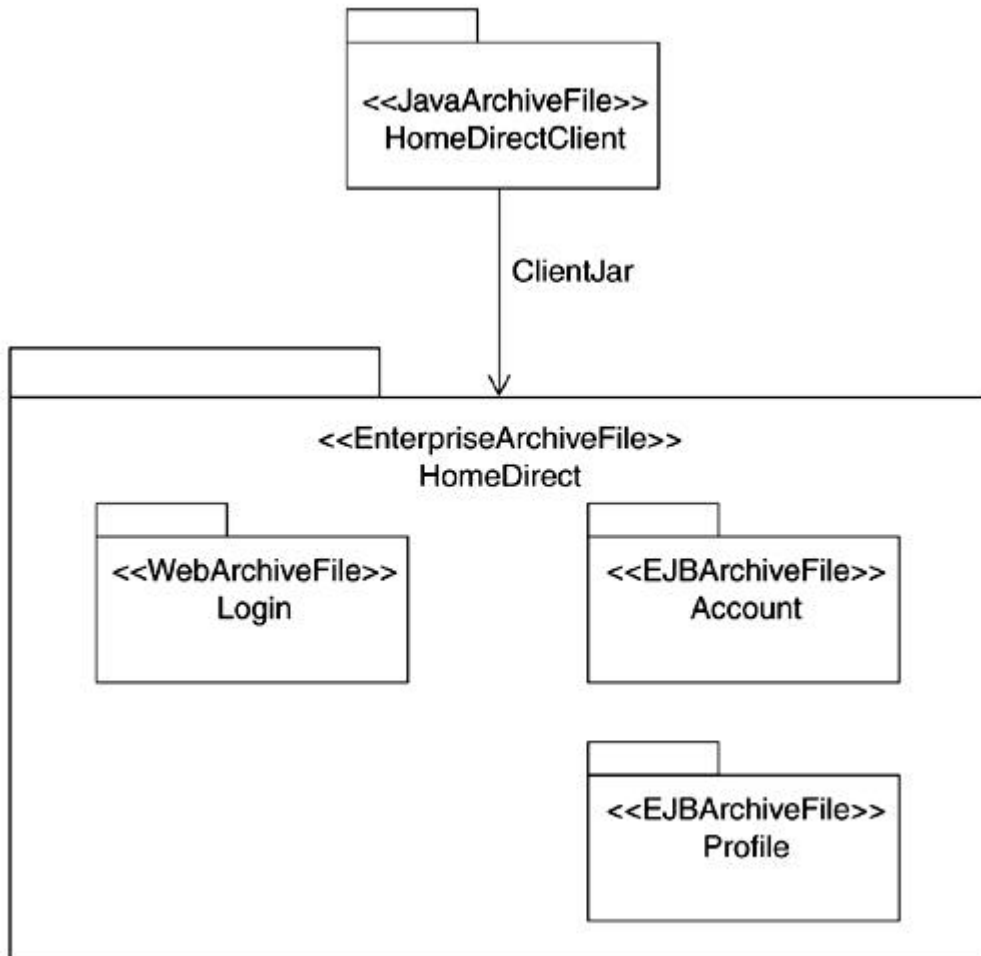 <<JavaArchiveFile>>
HomeDirectClient
ClientJar
<<EnterpriseArchiveFile>>
HomeDirect
<<WebArchiveFile>>
Login
<<EJBArchiveFile>>
Account
<<EJBArchiveFile>>
Profile